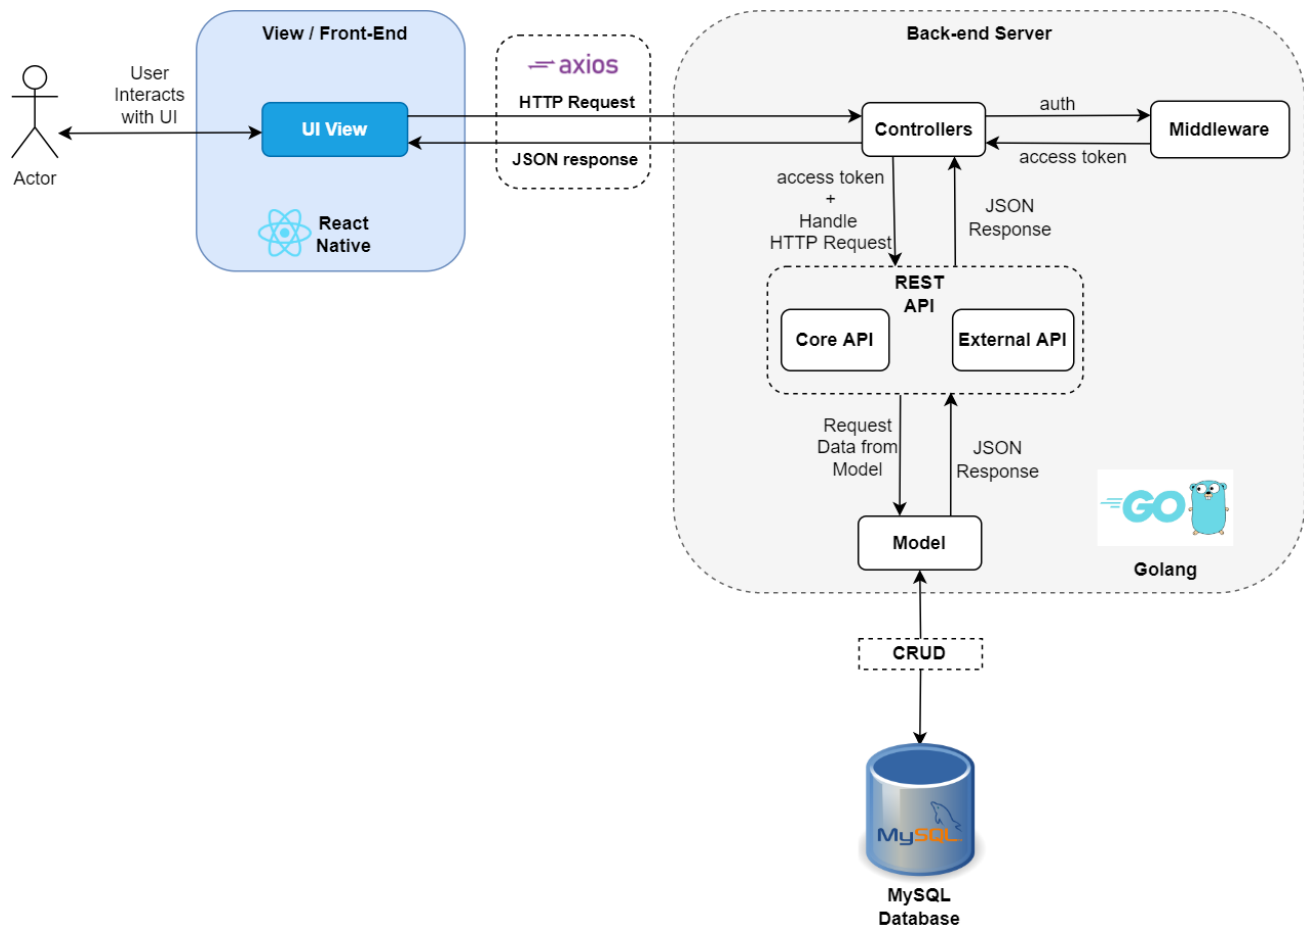 View / Front-End
Back-end Server
axios
User
Interacts
with UI
HTTP Request
UI View
Controllers
auth
Middleware
JSON response
access token
Actor
access token
+
Handle
HTTP Request
JSON
Response
React
Native
REST
API
Core API
External API
Request
Data from
Model
JSON
Response
GO
Model
Golang
CRUD
MySQL
MySQL
Database